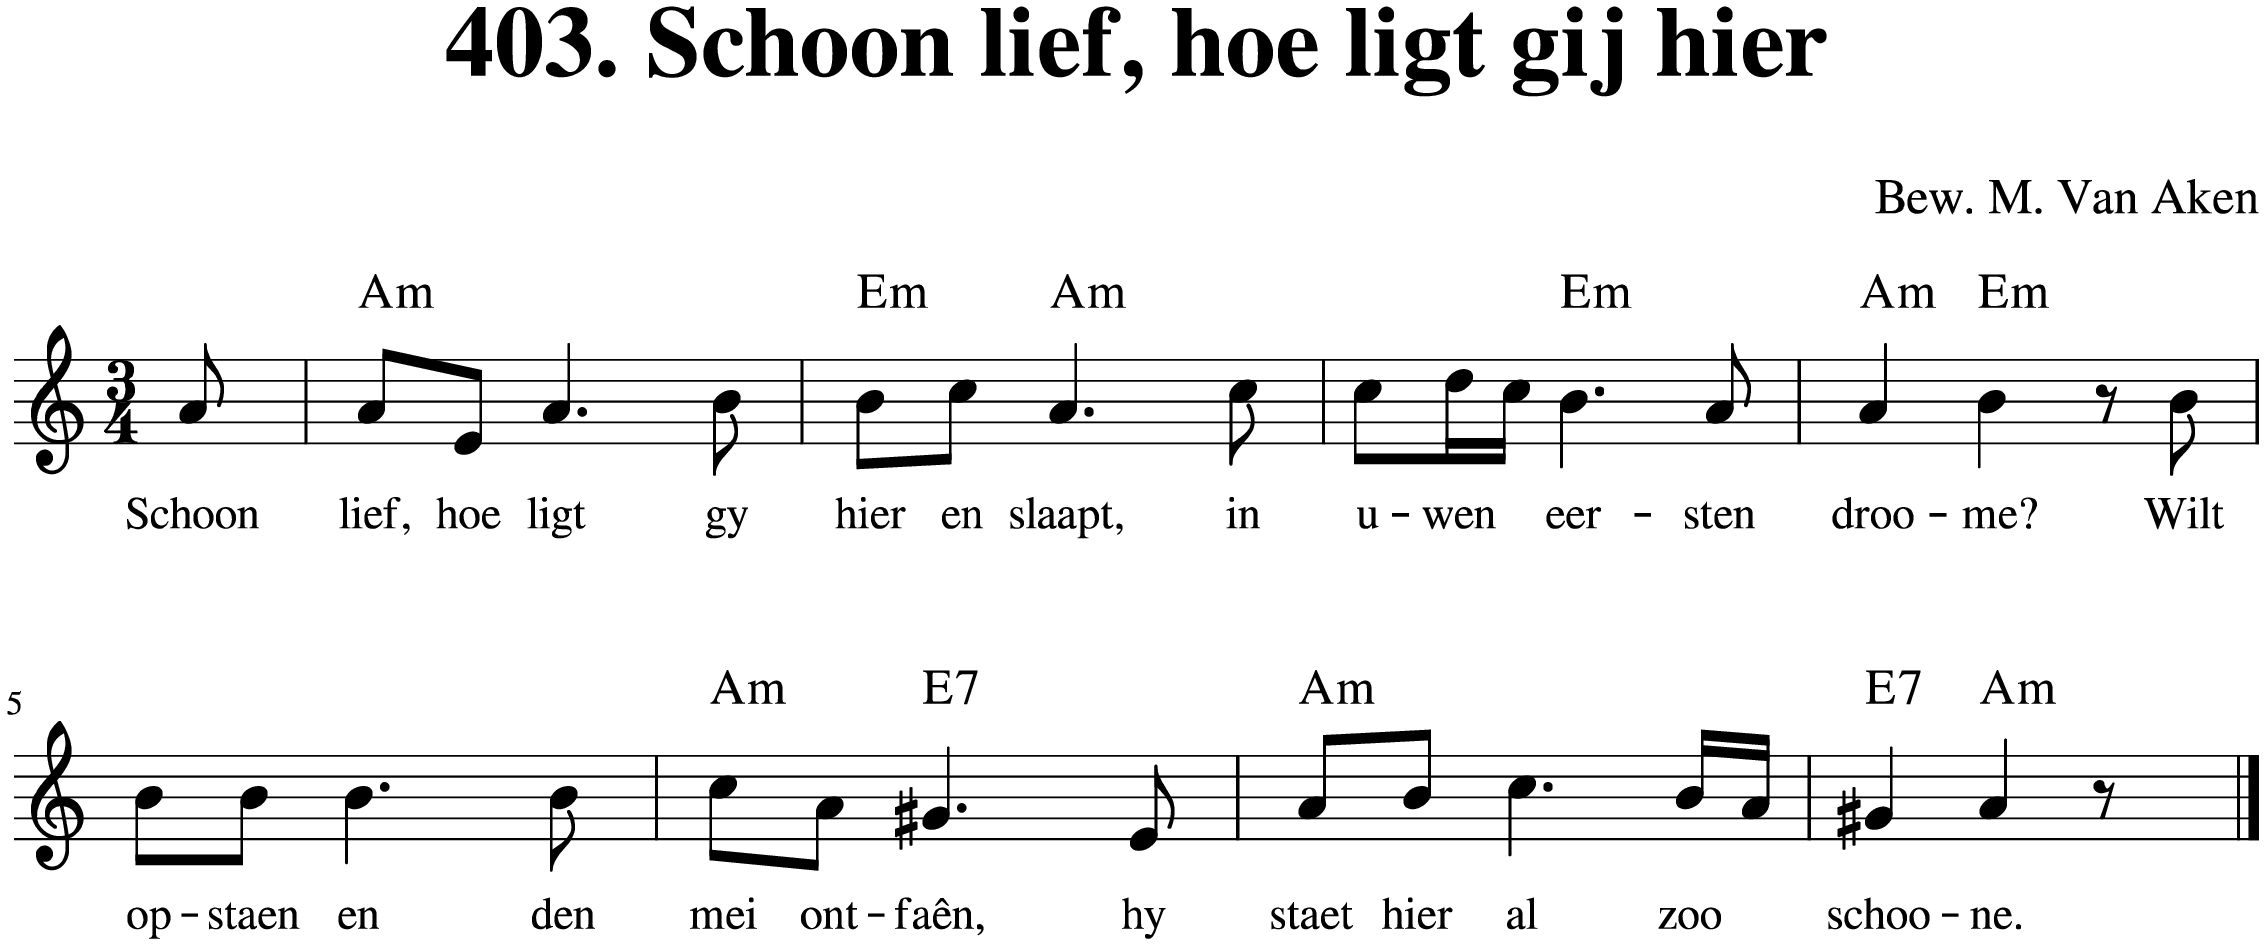 403. Schoon lief, hoe ligt gij hier
Bew. M. Van Aken
Am Em Am Em Am Em
3
4
Schoon lief, hoe ligt gy hier en slaapt, in u – wen eer – sten droo – me? Wilt
5
Am E7 Am E7 Am
op – staen en den mei ont – faên, hy staet hier al zoo schoo – ne.